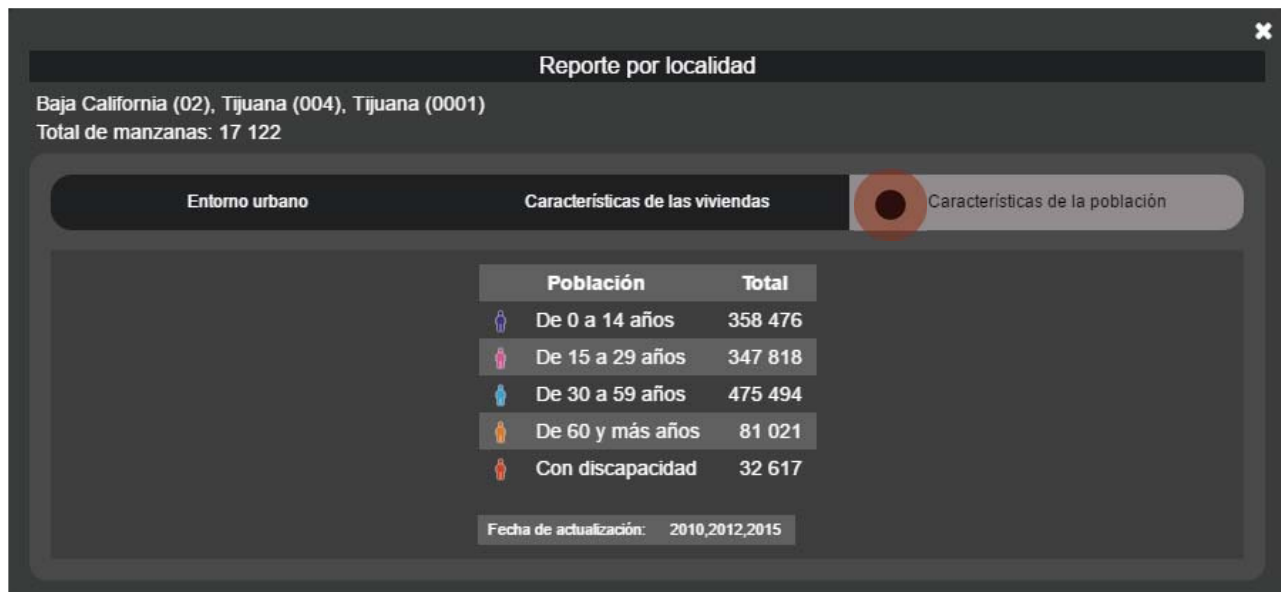 Reporte por localidad
Baja California (02), Tijuana (004), Tijuana (0001)
Total de manzanas: 17 122
Entorno urbano Características de las viviendas Características de la población
Población Total
De 0 a 14 años 358 476
De 15 a 29 años 347 818
De 30 a 59 años 475 494
De 60 y más años 81 021
Con discapacidad 32 617
Fecha de actualización: 2010,2012,2015